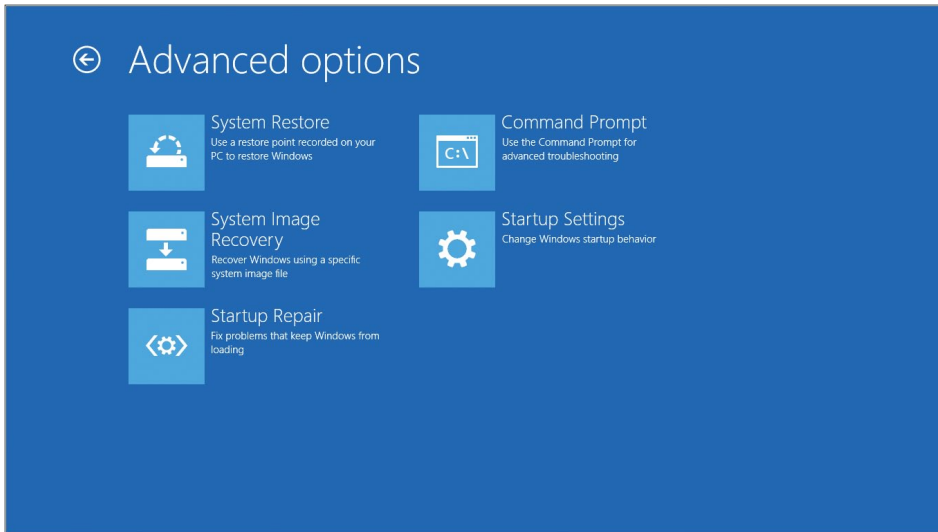 Advanced options
System Restore
Use a restore point recorded on your
PC to restore Windows
System Image
Recovery
Recover Windows using a specific
system image file
Startup Repair
Fix problems that keep Windows from
loading
Command Prompt
Use the Command Prompt for
advanced troubleshooting
C:\
Startup Settings
Change Windows startup behavior